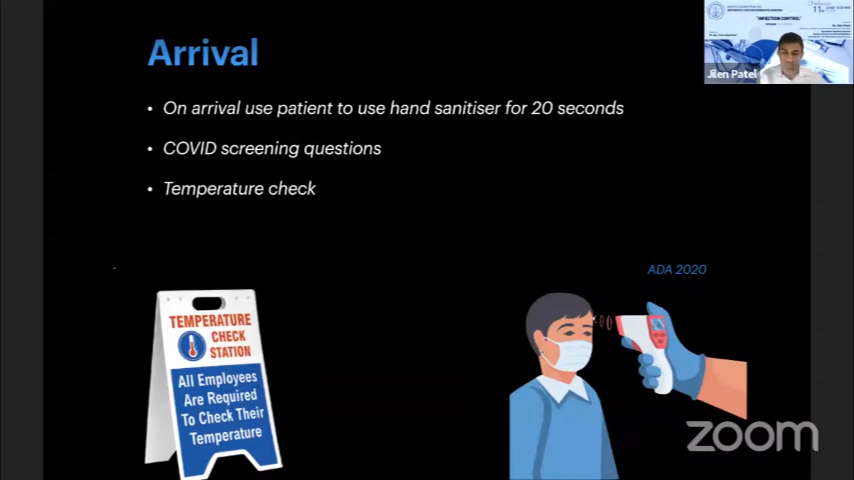 Arrival
• On arrival use patient to use hand sanitiser for 20 seconds
• COVID screening questions
• Temperature check
ADA 2020
TEMPERATURE
CHECK
STATION
All Employees
Are Required
To Check Their
Temperature
"INFECTION CONTROL"
Jilen Patel
zoom